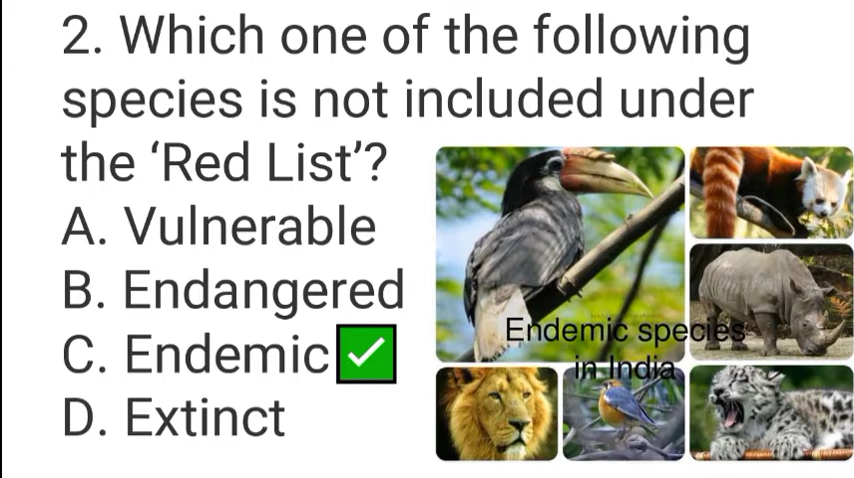 2. Which one of the following
species is not included under
the ‘Red List’?
A. Vulnerable
B. Endangered
C. Endemic
D. Extinct
Endemic species
in India